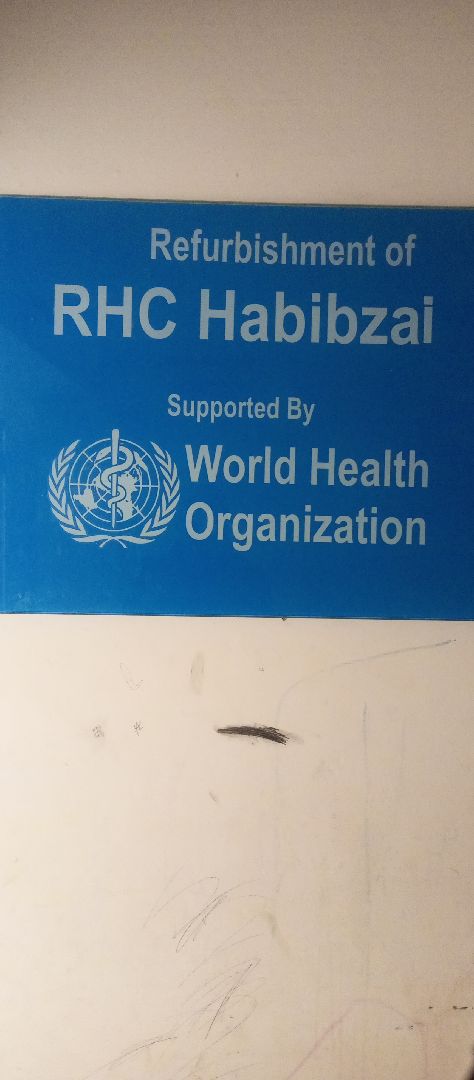 Refurbishment of
RHC Habibzai
Supported By
World Health
Organization